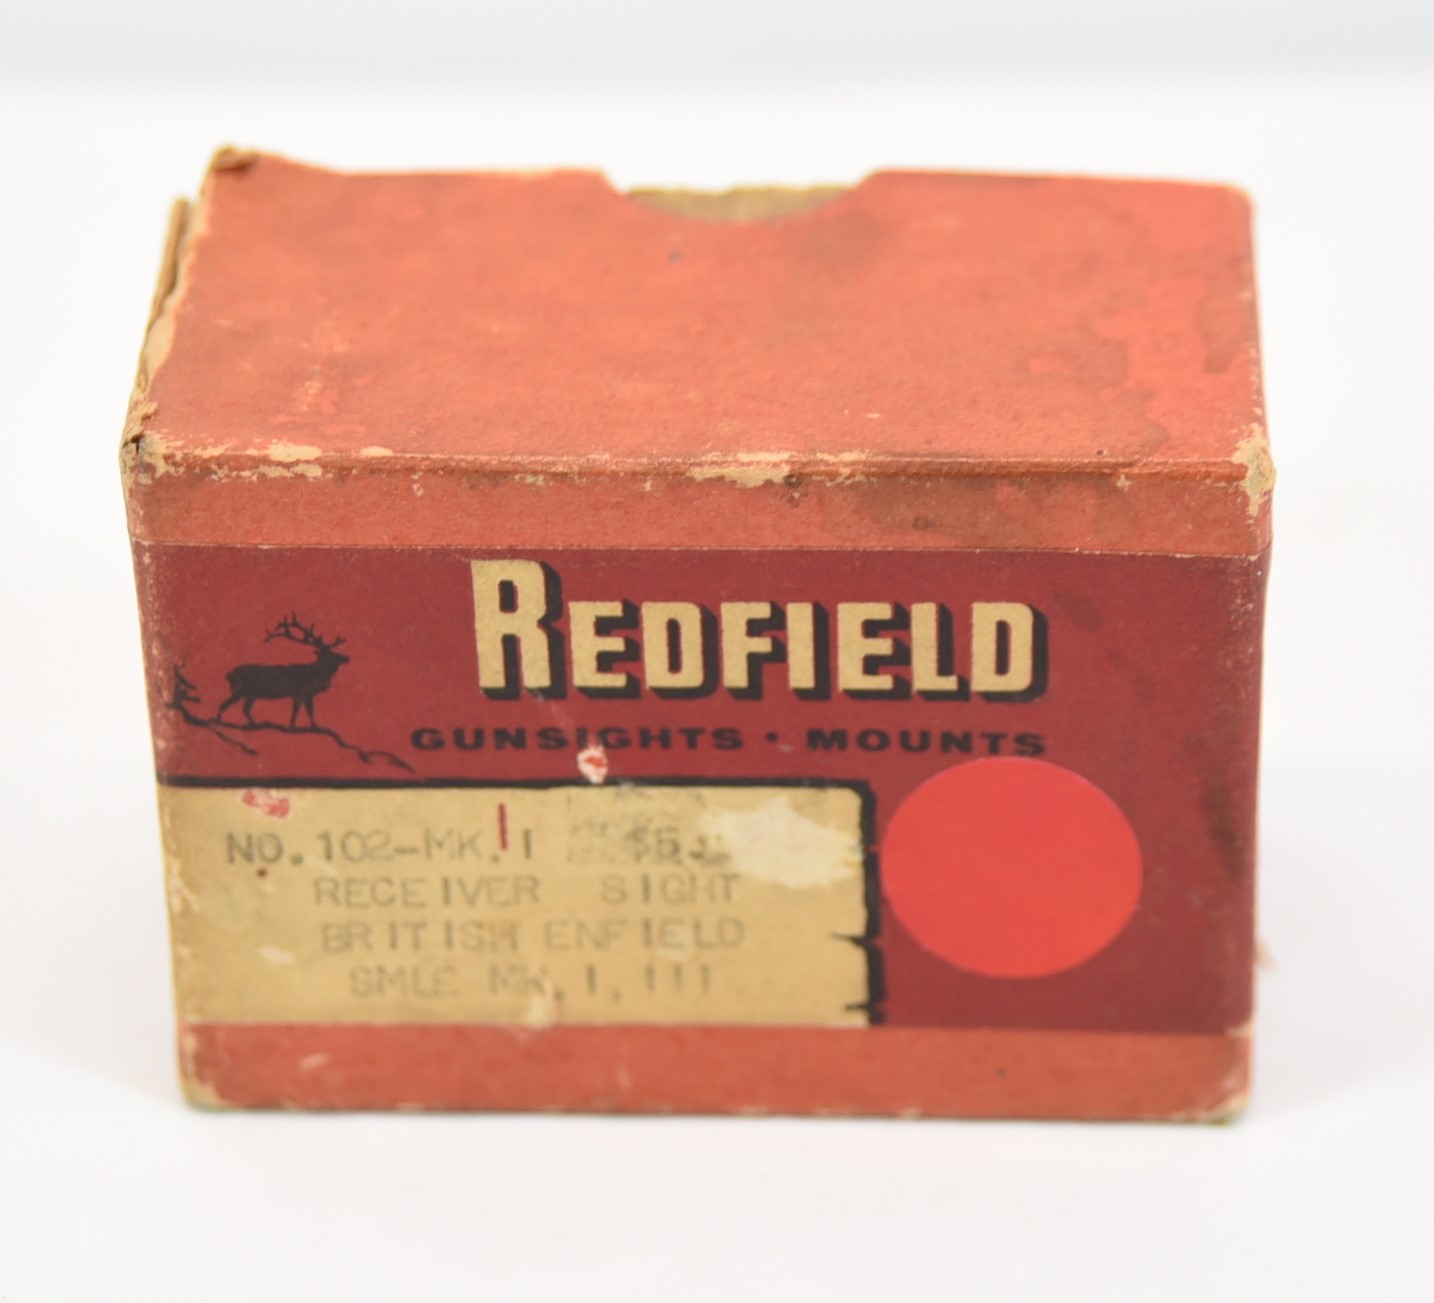 REDFIELD
GUNSIGHTS · MOUNTS
NO. 102-MK. I
RECEIVER SIGHT
BRITISH ENFIELD
SMLE MK. I, III